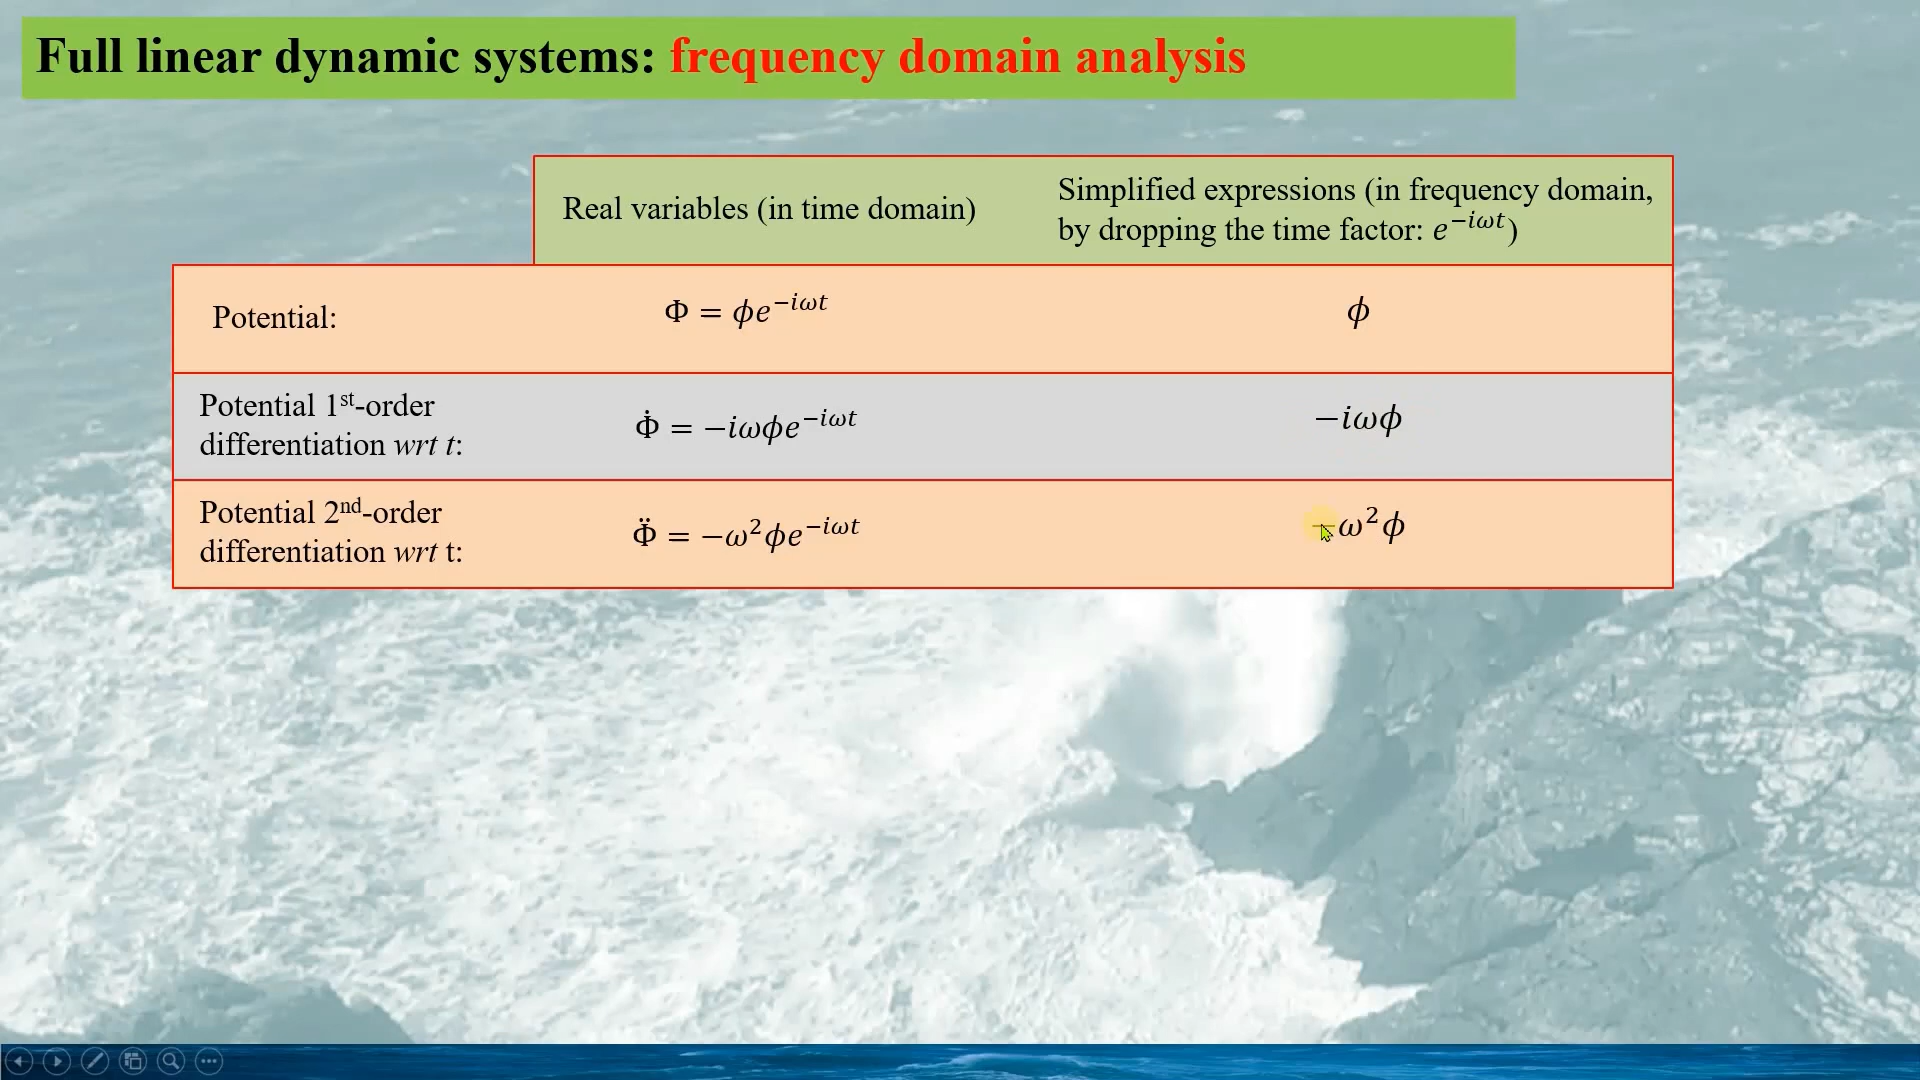 Full linear dynamic systems: frequency domain analysis
Real variables (in time domain)
Simplified expressions (in frequency domain,
by dropping the time factor: e^{−iωt})
Potential:
Φ = ϕe^{−iωt}
ϕ
Potential 1st-order
differentiation wrt t:
Φ̇ = −iωϕe^{−iωt}
−iωϕ
Potential 2nd-order
differentiation wrt t:
Φ̈ = −ω²ϕe^{−iωt}
−ω²ϕ